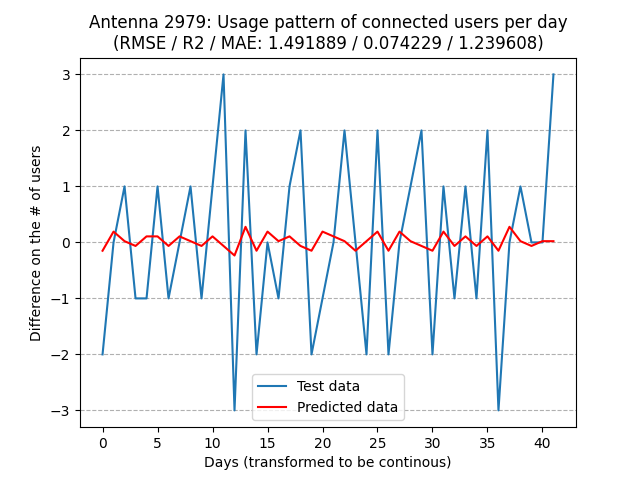 Antenna 2979: Usage pattern of connected users per day
(RMSE / R2 / MAE: 1.491889 / 0.074229 / 1.239608)
3
2
1
0
−1
−2
−3
Difference on the # of users
Test data
Predicted data
0 5 10 15 20 25 30 35 40
Days (transformed to be continous)